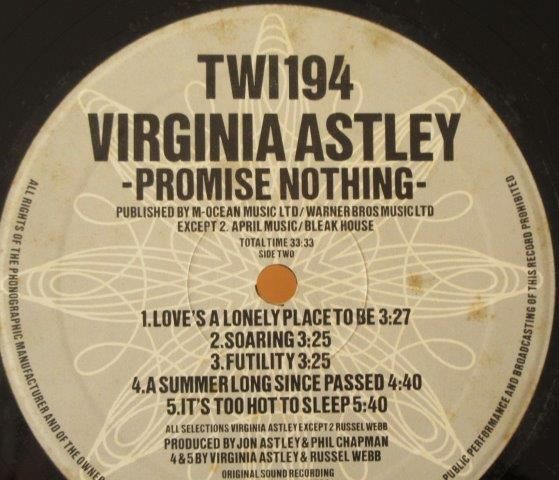 TWI194
VIRGINIA ASTLEY
-PROMISE NOTHING-
PUBLISHED BY M-OCEAN MUSIC LTD/WARNER BROS MUSIC LTD
EXCEPT 2. APRIL MUSIC/BLEAK HOUSE
TOTAL TIME 33:33
SIDE TWO
1.LOVE'S A LONELY PLACE TO BE 3:27
2.SOARING 3:25
3.FUTILITY 3:25
4.A SUMMER LONG SINCE PASSED 4:40
5.IT'S TOO HOT TO SLEEP 5:40
ALL SELECTIONS VIRGINIA ASTLEY EXCEPT 2 RUSSEL WEBB
PRODUCED BY JON ASTLEY & PHIL CHAPMAN
4 & 5 BY VIRGINIA ASTLEY & RUSSEL WEBB
ORIGINAL SOUND RECORDING
ALL RIGHTS OF THE PHONOGRAPHIC MANUFACTURER AND OF THE OWNER
PUBLIC PERFORMANCE AND BROADCASTING OF THIS RECORD PROHIBITED